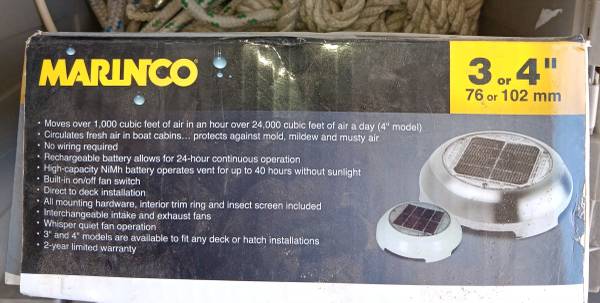 MARINCO®
3 or 4"
76 or 102 mm
• Moves over 1,000 cubic feet of air in an hour over 24,000 cubic feet of air a day (4" model)
• Circulates fresh air in boat cabins... protects against mold, mildew and musty air
• No wiring required
• Rechargeable battery allows for 24-hour continuous operation
• High-capacity NiMh battery operates vent for up to 40 hours without sunlight
• Built-in on/off fan switch
• Direct to deck installation
• All mounting hardware, interior trim ring and insect screen included
• Interchangeable intake and exhaust fans
• Whisper quiet fan operation
• 3" and 4" models are available to fit any deck or hatch installations
• 2-year limited warranty